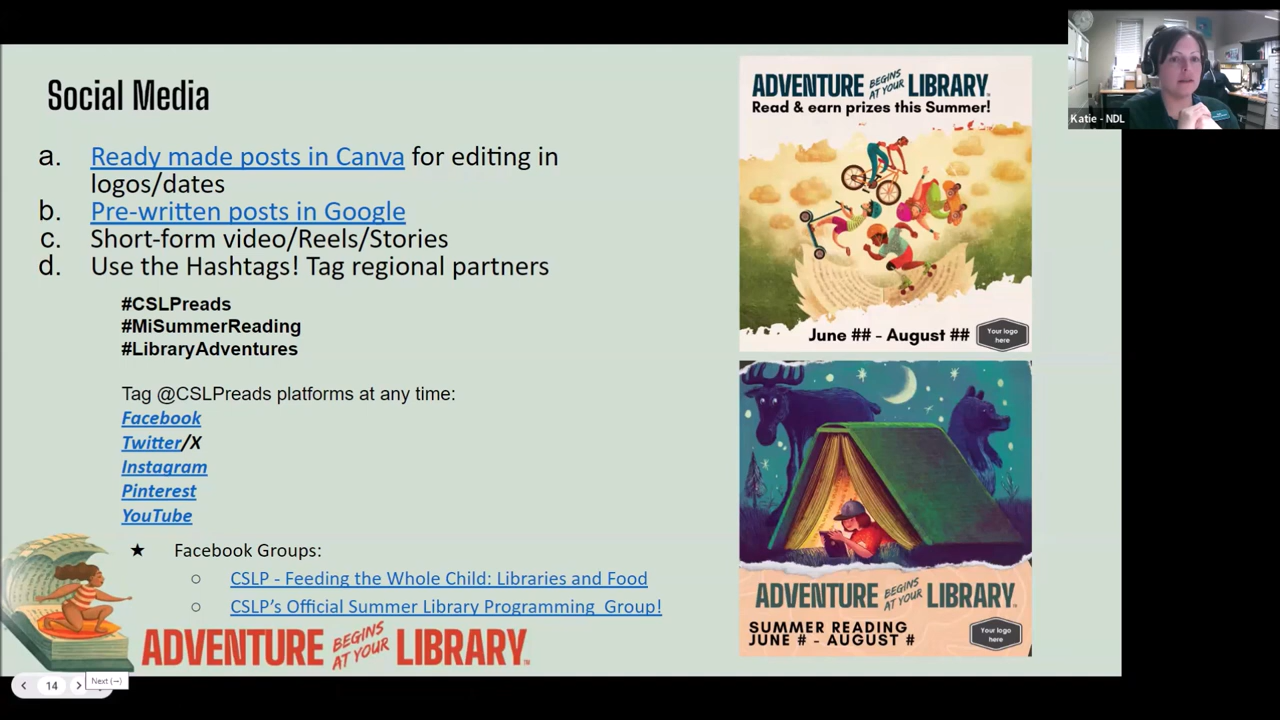 Social Media
a. Ready made posts in Canva for editing in
logos/dates
b. Pre-written posts in Google
c. Short-form video/Reels/Stories
d. Use the Hashtags! Tag regional partners
#CSLPreads
#MiSummerReading
#LibraryAdventures
Tag @CSLPreads platforms at any time:
Facebook
Twitter/X
Instagram
Pinterest
YouTube
★ Facebook Groups:
○ CSLP - Feeding the Whole Child: Libraries and Food
○ CSLP's Official Summer Library Programming Group!
ADVENTURE BEGINS AT YOUR LIBRARY™
14
Next (→)
ADVENTURE BEGINS AT YOUR LIBRARY™
Read & earn prizes this Summer!
June ## - August ##
Your logo
here
ADVENTURE BEGINS AT YOUR LIBRARY™
SUMMER READING
JUNE # - AUGUST #
Your logo
here
Katie - NDL